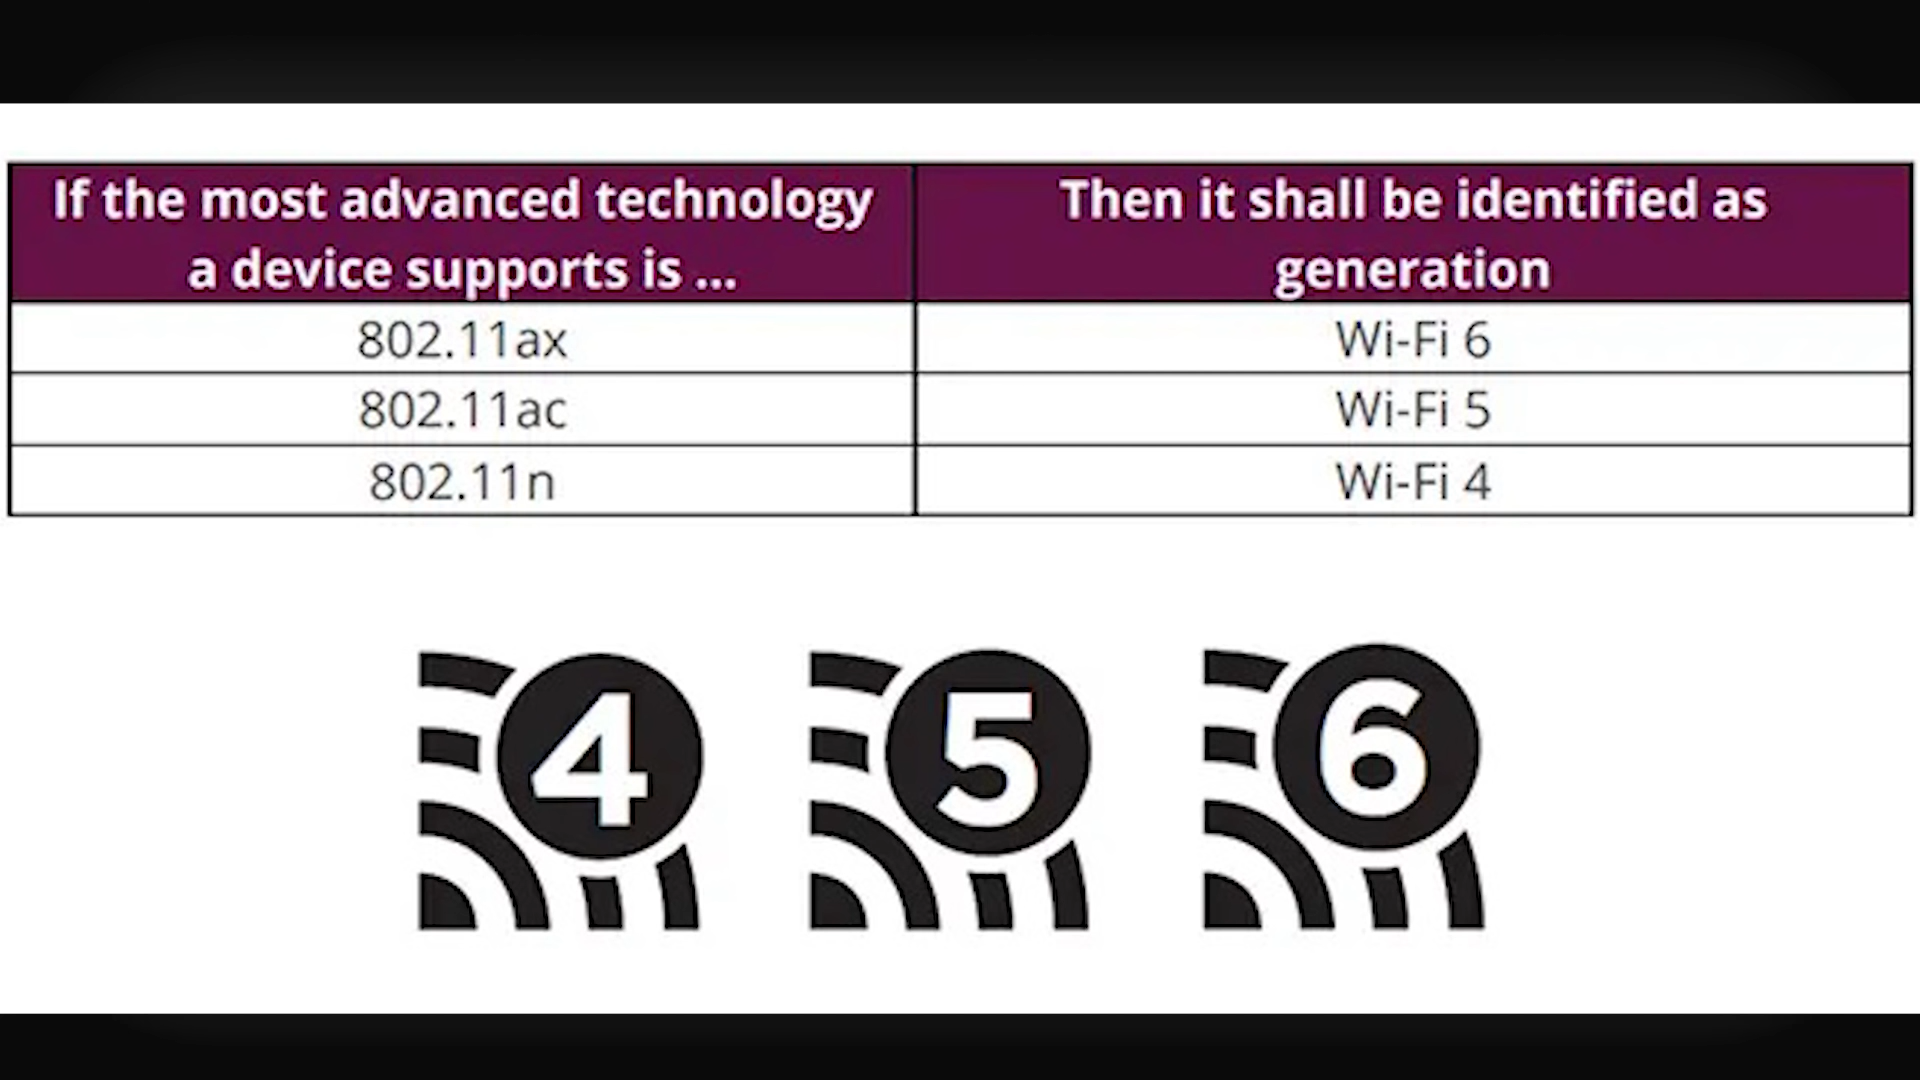 If the most advanced technology
a device supports is ...
Then it shall be identified as
generation
802.11ax
Wi-Fi 6
802.11ac
Wi-Fi 5
802.11n
Wi-Fi 4
4
5
6